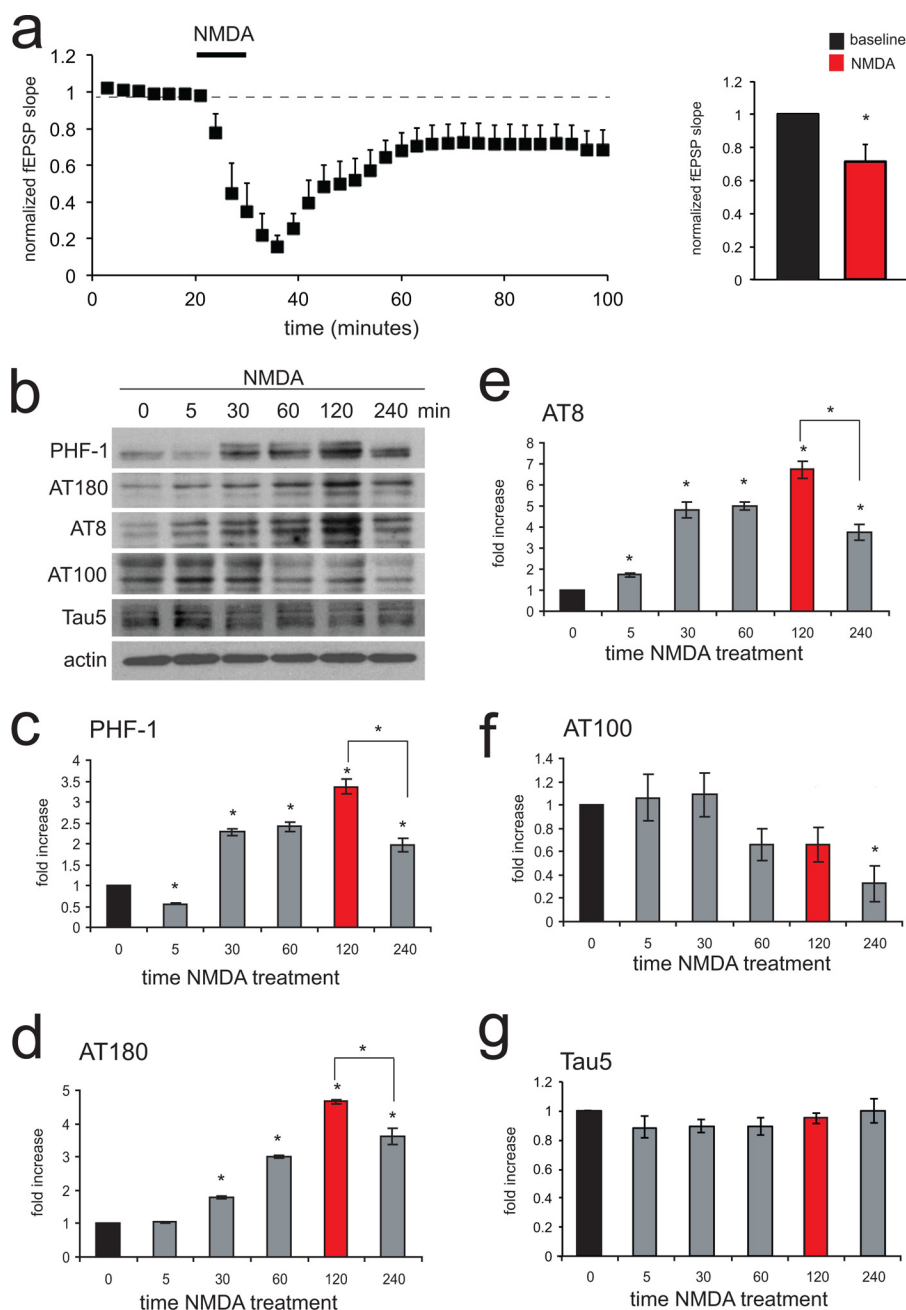 a
NMDA
1.2
1
0.8
0.6
0.4
0.2
0
normalized fEPSP slope
0 20 40 60 80 100
time (minutes)
baseline
NMDA
1
0.8
0.6
0.4
0.2
0
normalized fEPSP slope
*
b
NMDA
0 5 30 60 120 240 min
PHF-1
AT180
AT8
AT100
Tau5
actin
c
PHF-1
4
3.5
3
2.5
2
1.5
1
0.5
0
fold increase
* * * * * *
0 5 30 60 120 240
time NMDA treatment
d
AT180
5
4
3
2
1
0
fold increase
* * * * *
0 5 30 60 120 240
time NMDA treatment
e
AT8
8
7
6
5
4
3
2
1
0
fold increase
* * * * * *
0 5 30 60 120 240
time NMDA treatment
f
AT100
1.4
1.2
1
0.8
0.6
0.4
0.2
0
fold increase
*
0 5 30 60 120 240
time NMDA treatment
g
Tau5
1.2
1
0.8
0.6
0.4
0.2
0
fold increase
0 5 30 60 120 240
time NMDA treatment